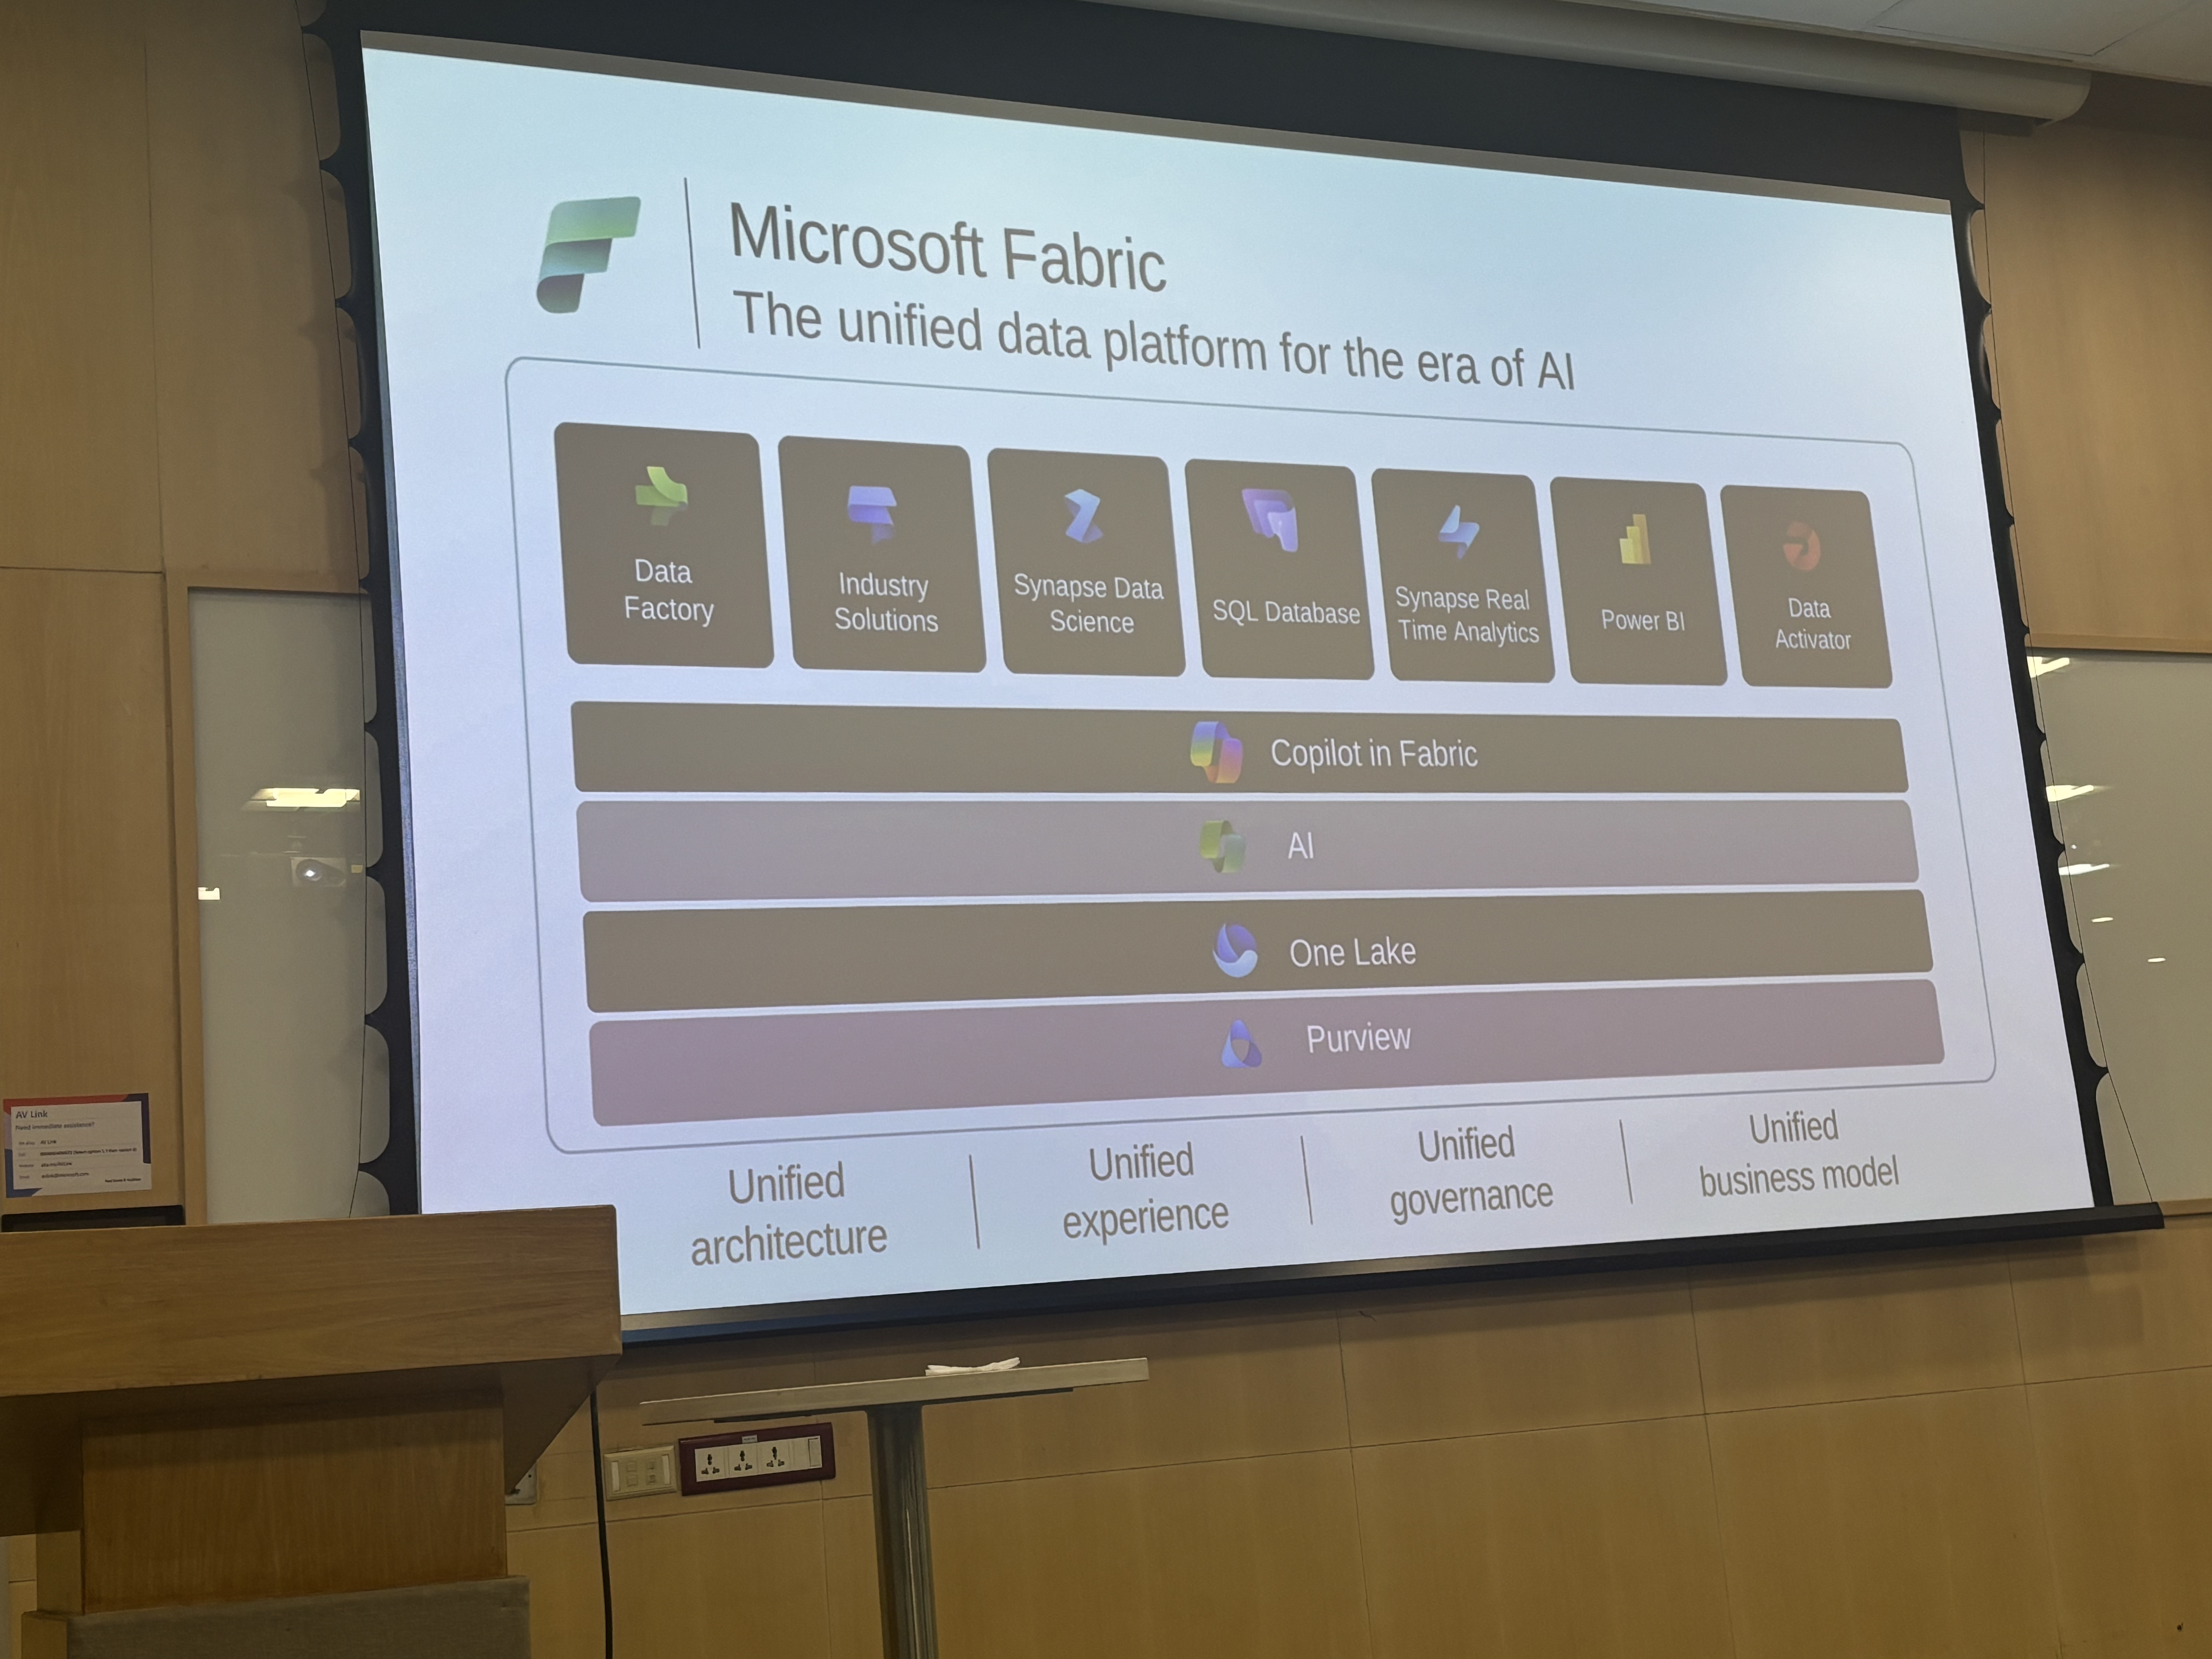 Microsoft Fabric
The unified data platform for the era of AI
Data
Factory
Industry
Solutions
Synapse Data
Science
SQL Database
Synapse Real
Time Analytics
Power BI
Data
Activator
Copilot in Fabric
AI
One Lake
Purview
Unified
architecture
Unified
experience
Unified
governance
Unified
business model
AV Link
Need immediate assistance?